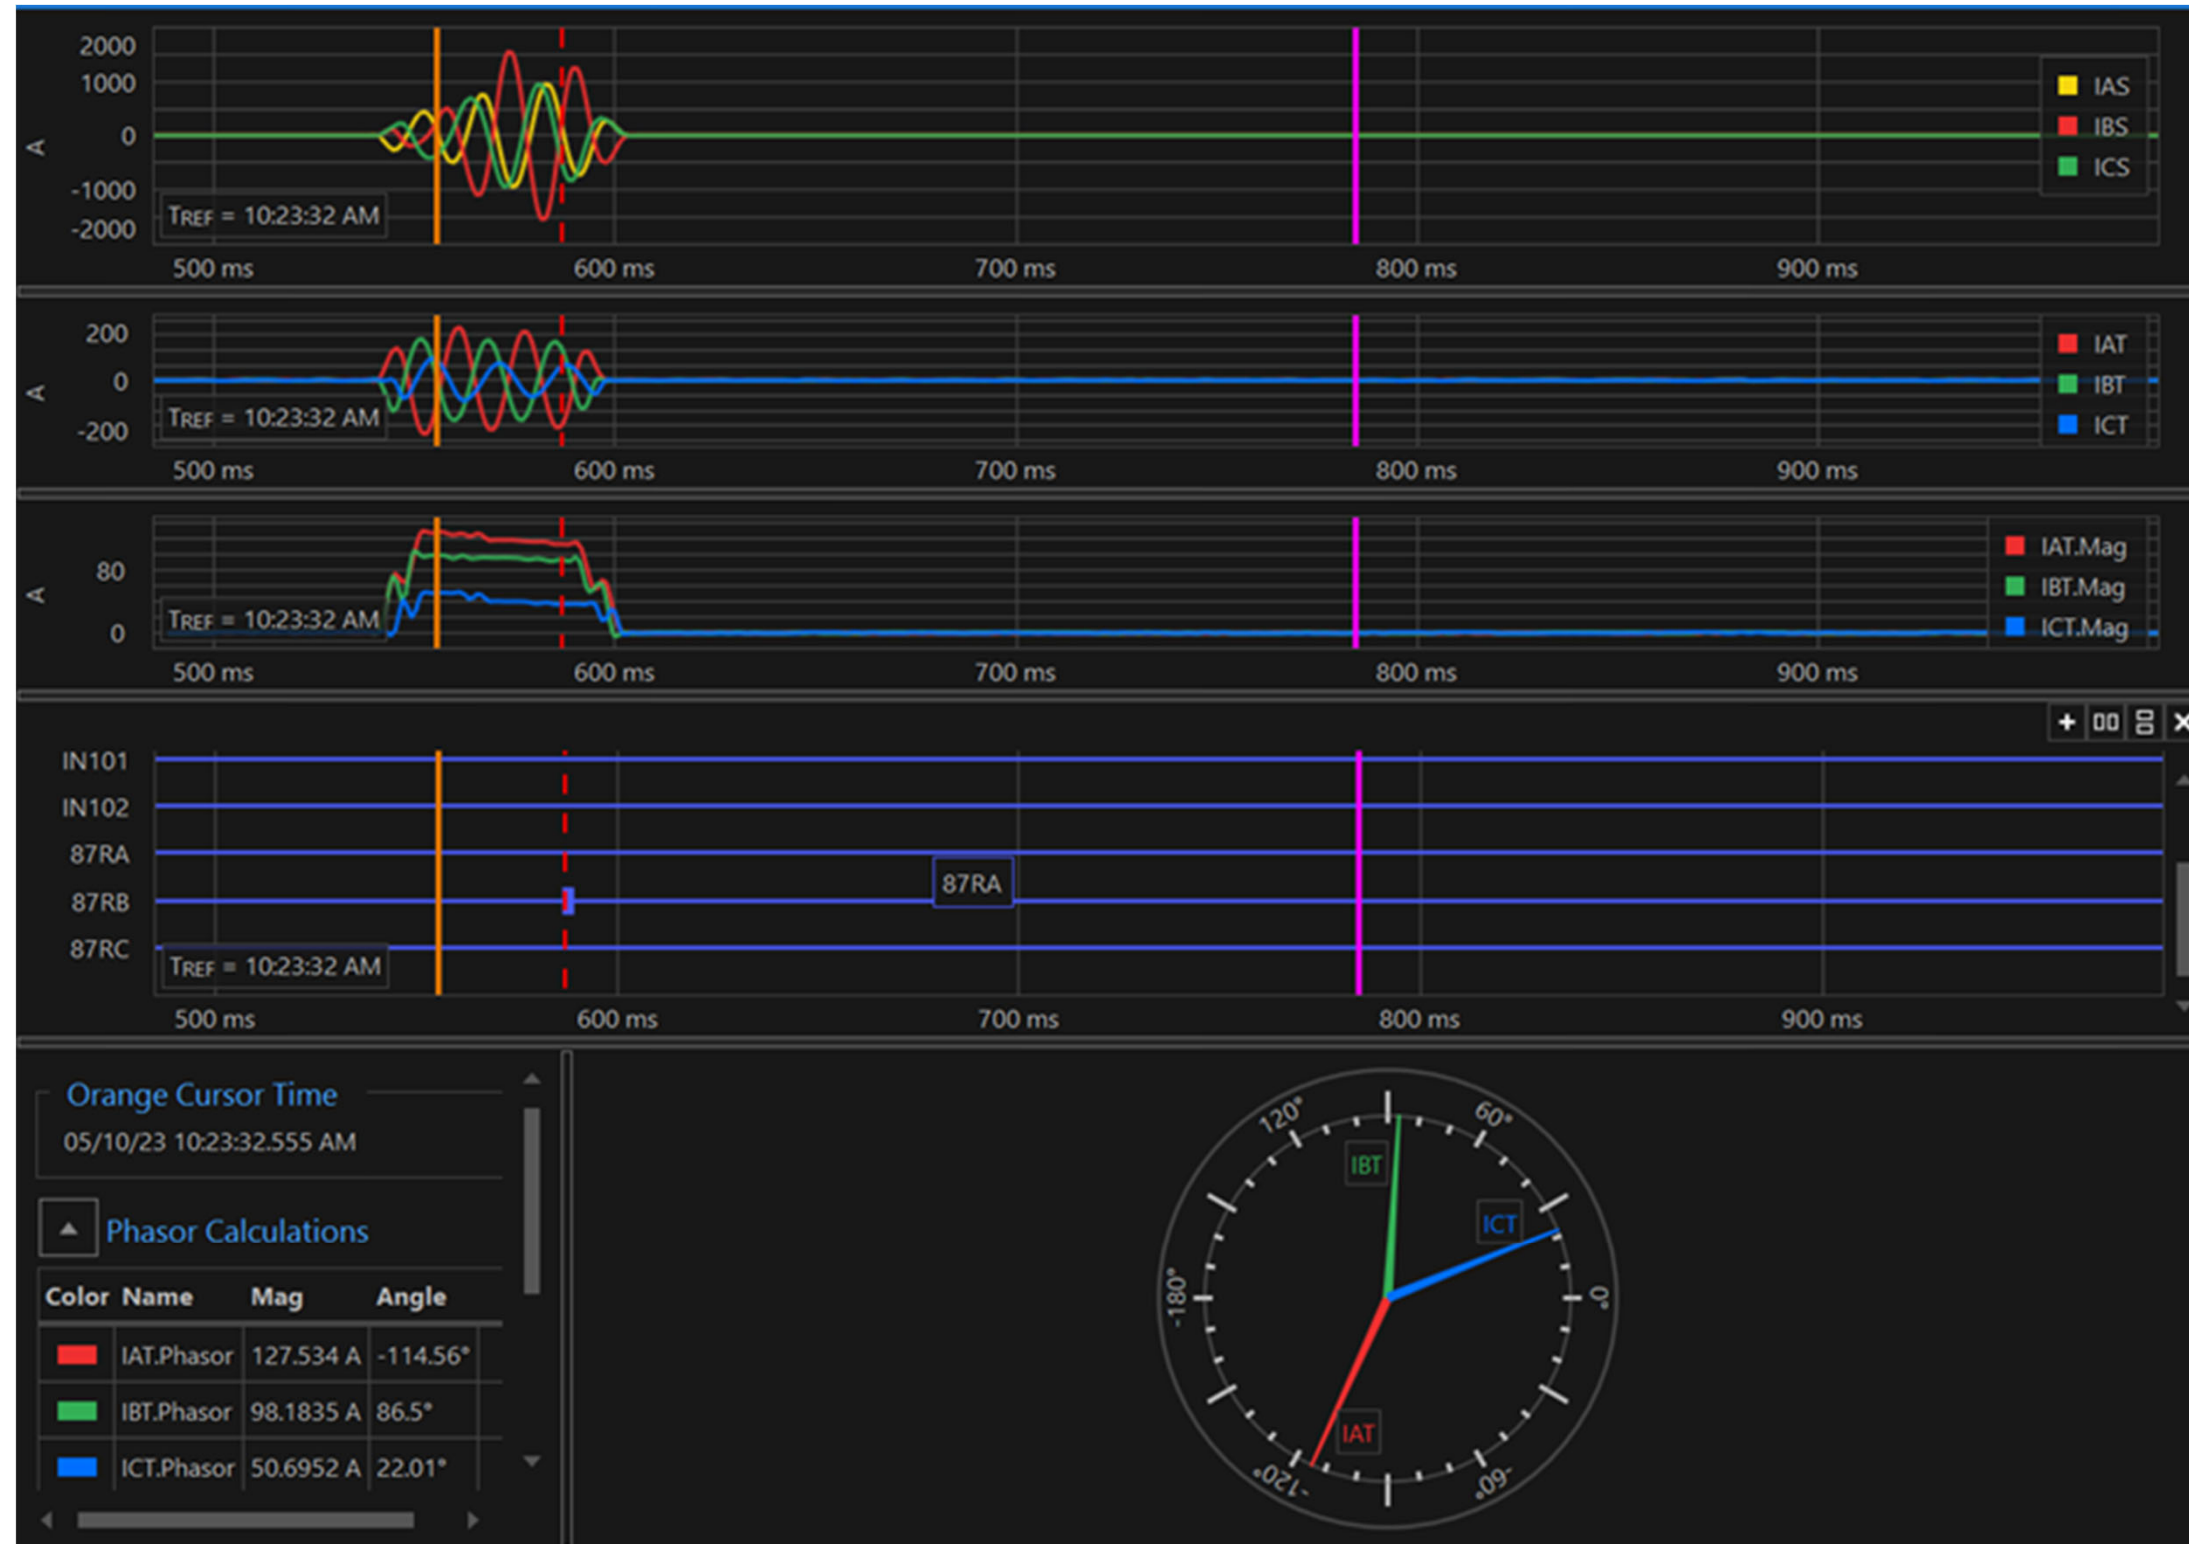 2000
1000
0
-1000
-2000
A
IAS
IBS
ICS
TREF = 10:23:32 AM
500 ms 600 ms 700 ms 800 ms 900 ms
200
0
-200
A
IAT
IBT
ICT
TREF = 10:23:32 AM
500 ms 600 ms 700 ms 800 ms 900 ms
80
0
A
IAT.Mag
IBT.Mag
ICT.Mag
TREF = 10:23:32 AM
500 ms 600 ms 700 ms 800 ms 900 ms
IN101
IN102
87RA
87RA
87RB
87RC
TREF = 10:23:32 AM
500 ms 600 ms 700 ms 800 ms 900 ms
Orange Cursor Time
05/10/23 10:23:32.555 AM
Phasor Calculations
Color Name Mag Angle
IAT.Phasor 127.534 A -114.56°
IBT.Phasor 98.1835 A 86.5°
ICT.Phasor 50.6952 A 22.01°
120°
60°
IBT
ICT
-180°
0°
IAT
-120°
-60°